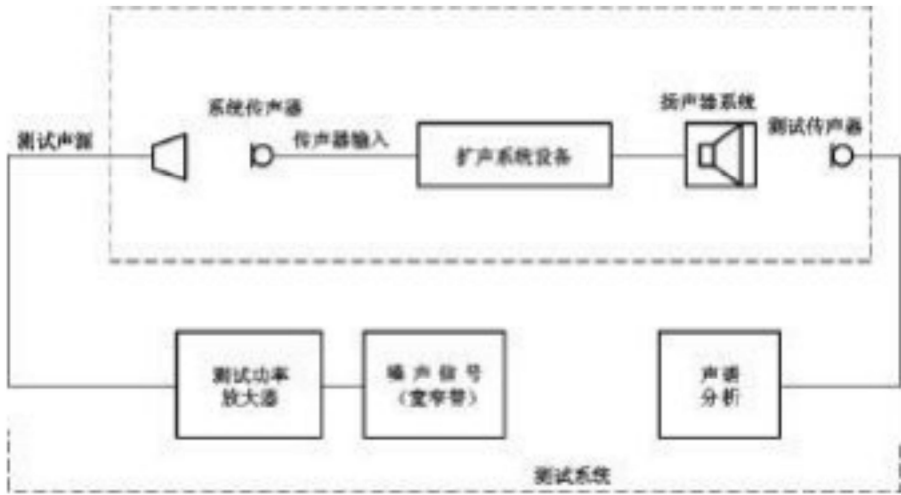 系统传声器
扬声器系统
测试声源
传声器输入
扩声系统设备
测试传声器
测试功率
放大器
噪声信号
（宽窄带）
声谱
分析
测试系统